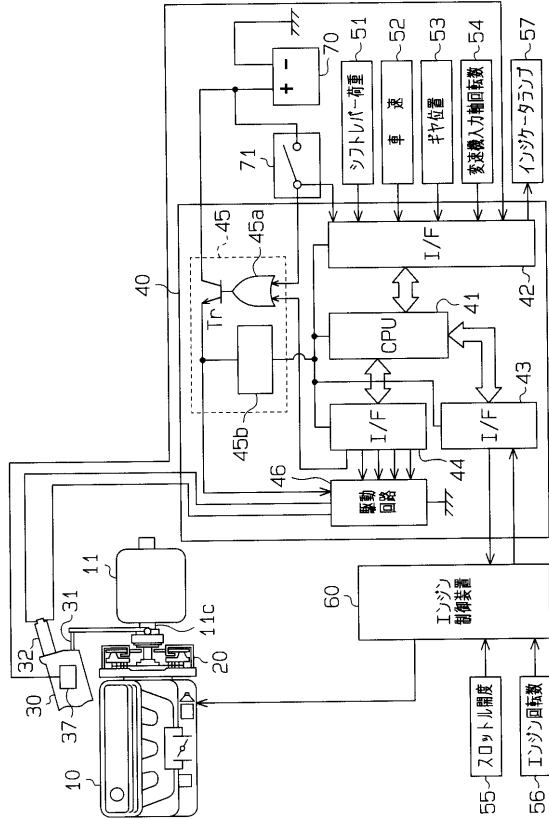 40
45
45a
Tr
45b
46
44
I/F
駆動
回路
41
CPU
42
I/F
43
I/F
70
+ −
71
51
シフトレバー荷重
52
車 速
53
ギヤ位置
54
変速機入力軸回転数
57
インジケータランプ
11
11c
31
32
30
37
20
10
60
エンジン
制御装置
55
スロットル開度
56
エンジン回転数